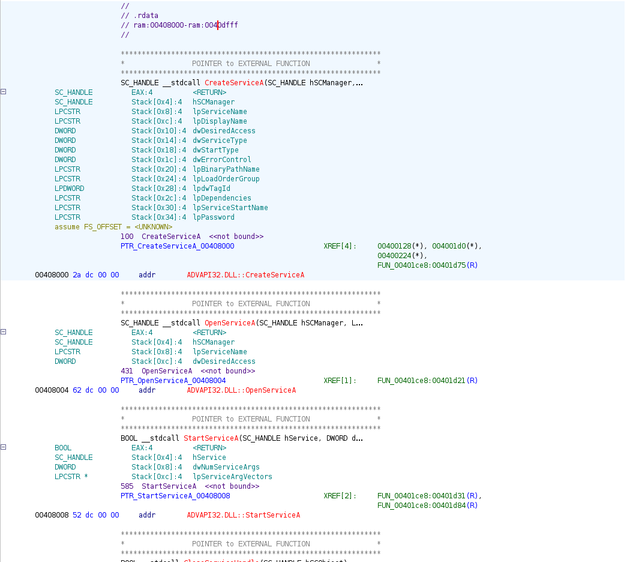 //
// .rdata
// ram:00408000-ram:0040dfff
//
**************************************************************
* POINTER to EXTERNAL FUNCTION *
**************************************************************
SC_HANDLE __stdcall CreateServiceA(SC_HANDLE hSCManager,...
SC_HANDLE EAX:4 <RETURN>
SC_HANDLE Stack[0x4]:4 hSCManager
LPCSTR Stack[0x8]:4 lpServiceName
LPCSTR Stack[0xc]:4 lpDisplayName
DWORD Stack[0x10]:4 dwDesiredAccess
DWORD Stack[0x14]:4 dwServiceType
DWORD Stack[0x18]:4 dwStartType
DWORD Stack[0x1c]:4 dwErrorControl
LPCSTR Stack[0x20]:4 lpBinaryPathName
LPCSTR Stack[0x24]:4 lpLoadOrderGroup
LPDWORD Stack[0x28]:4 lpdwTagId
LPCSTR Stack[0x2c]:4 lpDependencies
LPCSTR Stack[0x30]:4 lpServiceStartName
LPCSTR Stack[0x34]:4 lpPassword
assume FS_OFFSET = <UNKNOWN>
100 CreateServiceA <<not bound>>
PTR_CreateServiceA_00408000 XREF[4]: 00400128(*), 004001d0(*),
00400224(*),
FUN_00401ce8:00401d75(R)
00408000 2a dc 00 00 addr ADVAPI32.DLL::CreateServiceA
**************************************************************
* POINTER to EXTERNAL FUNCTION *
**************************************************************
SC_HANDLE __stdcall OpenServiceA(SC_HANDLE hSCManager, L...
SC_HANDLE EAX:4 <RETURN>
SC_HANDLE Stack[0x4]:4 hSCManager
LPCSTR Stack[0x8]:4 lpServiceName
DWORD Stack[0xc]:4 dwDesiredAccess
431 OpenServiceA <<not bound>>
PTR_OpenServiceA_00408004 XREF[1]: FUN_00401ce8:00401d21(R)
00408004 62 dc 00 00 addr ADVAPI32.DLL::OpenServiceA
**************************************************************
* POINTER to EXTERNAL FUNCTION *
**************************************************************
BOOL __stdcall StartServiceA(SC_HANDLE hService, DWORD d...
BOOL EAX:4 <RETURN>
SC_HANDLE Stack[0x4]:4 hService
DWORD Stack[0x8]:4 dwNumServiceArgs
LPCSTR * Stack[0xc]:4 lpServiceArgVectors
585 StartServiceA <<not bound>>
PTR_StartServiceA_00408008 XREF[2]: FUN_00401ce8:00401d31(R),
FUN_00401ce8:00401d84(R)
00408008 52 dc 00 00 addr ADVAPI32.DLL::StartServiceA
**************************************************************
* POINTER to EXTERNAL FUNCTION *
**************************************************************